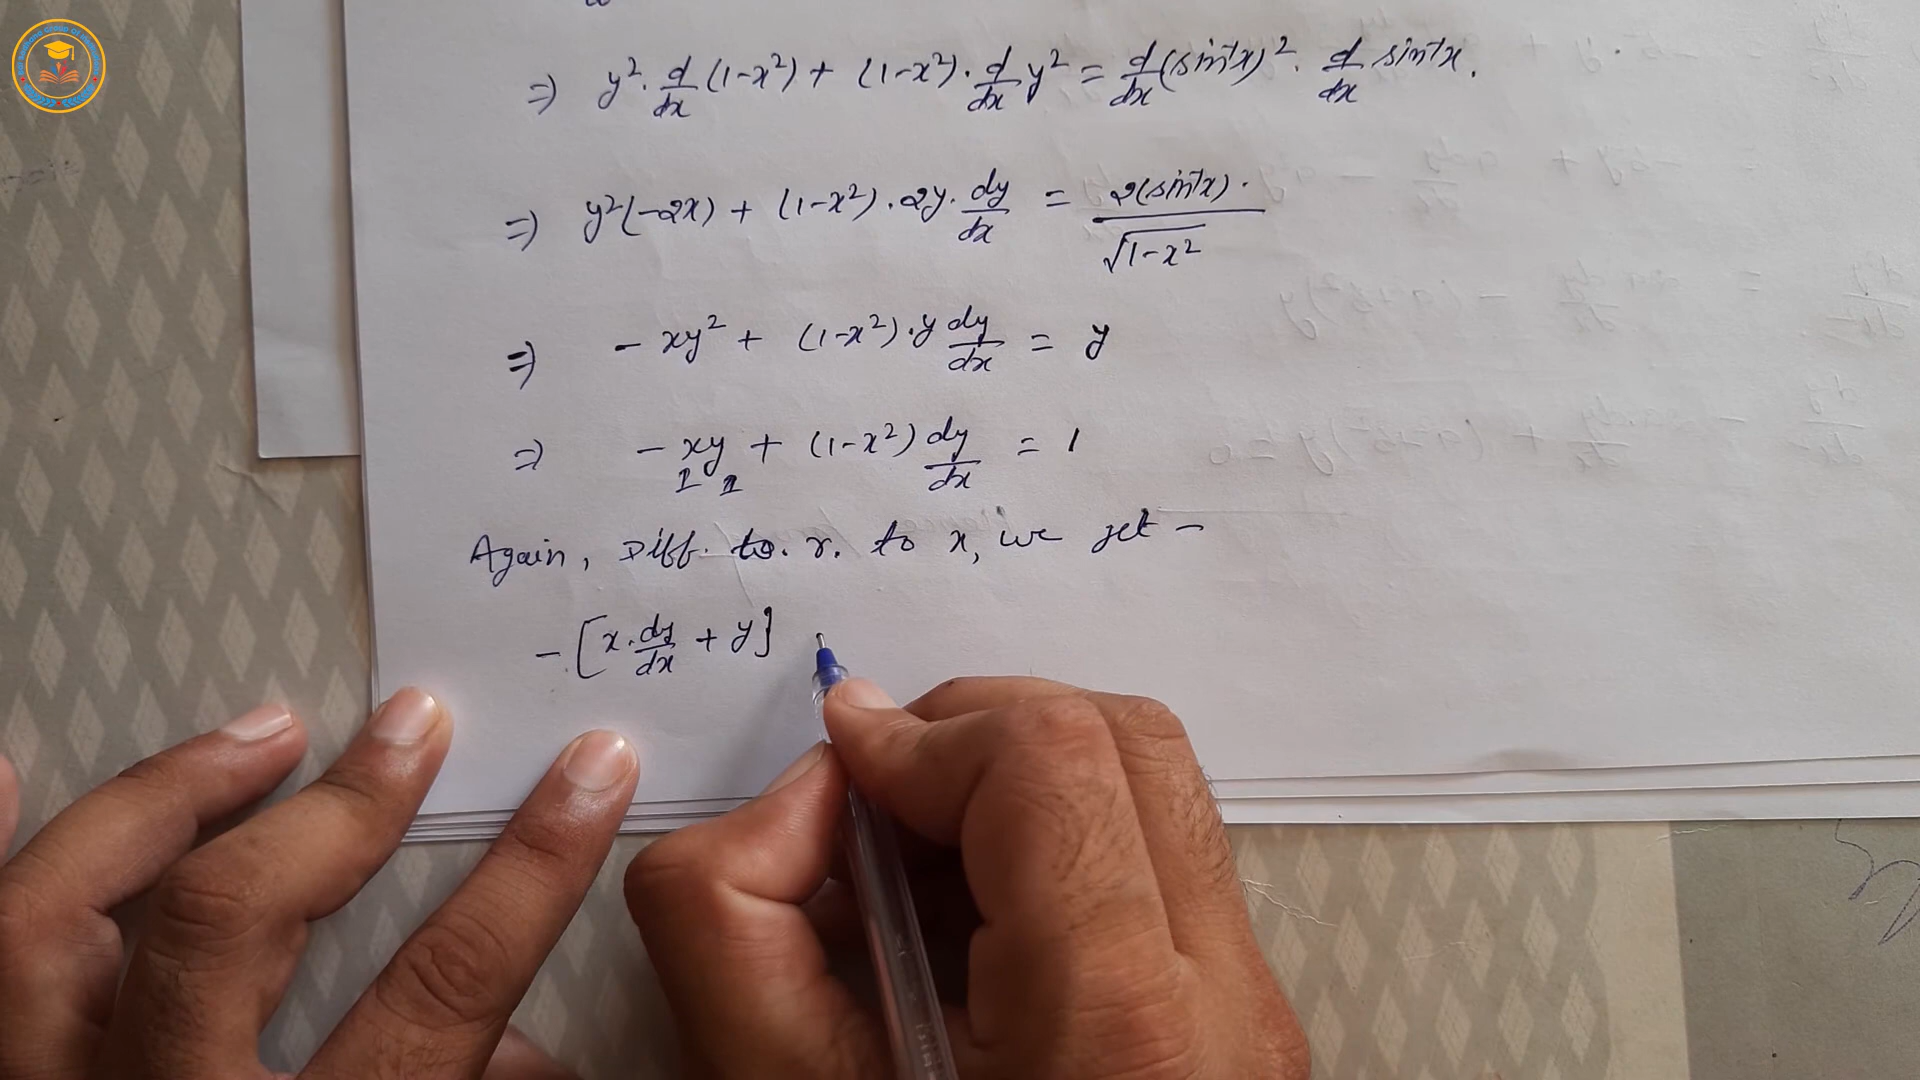 ⇒ y². d/dx (1-x²) + (1-x²). d/dx y² = d/dx (sin⁻¹x)². d/dx sin⁻¹x.
⇒ y²(-2x) + (1-x²). 2y. dy/dx = 2(sin⁻¹x). / √1-x²
⇒ - xy² + (1-x²). y dy/dx = y
⇒ - xy + (1-x²) dy/dx = 1
I II
Again, Diff. to. r. to x, we get -
- [x. dy/dx + y]